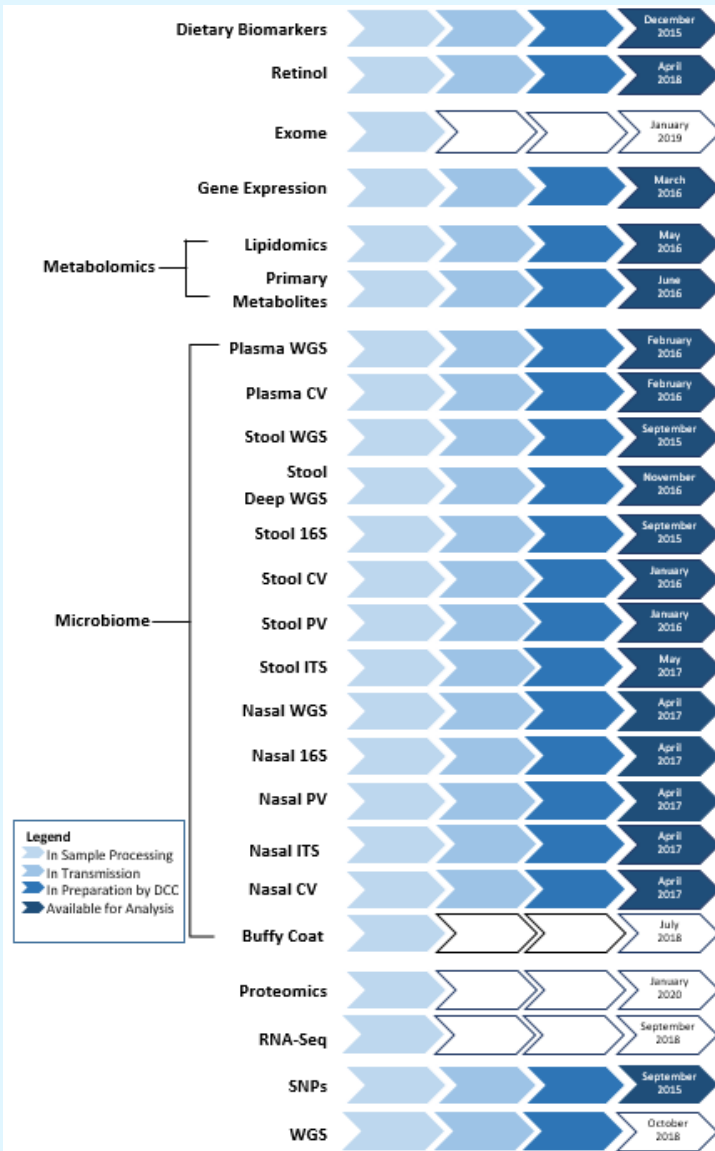 Dietary Biomarkers
December
2015
Retinol
April
2018
Exome
January
2019
Gene Expression
March
2016
Metabolomics
Lipidomics
May
2016
Primary
Metabolites
June
2016
Plasma WGS
February
2016
Plasma CV
February
2016
Stool WGS
September
2015
Stool
Deep WGS
November
2016
Stool 16S
September
2015
Stool CV
January
2016
Microbiome
Stool PV
January
2016
Stool ITS
May
2017
Nasal WGS
April
2017
Nasal 16S
April
2017
Nasal PV
April
2017
Nasal ITS
April
2017
Nasal CV
April
2017
Buffy Coat
July
2018
Proteomics
January
2020
RNA-Seq
September
2018
SNPs
September
2015
WGS
October
2018
Legend
In Sample Processing
In Transmission
In Preparation by DCC
Available for Analysis